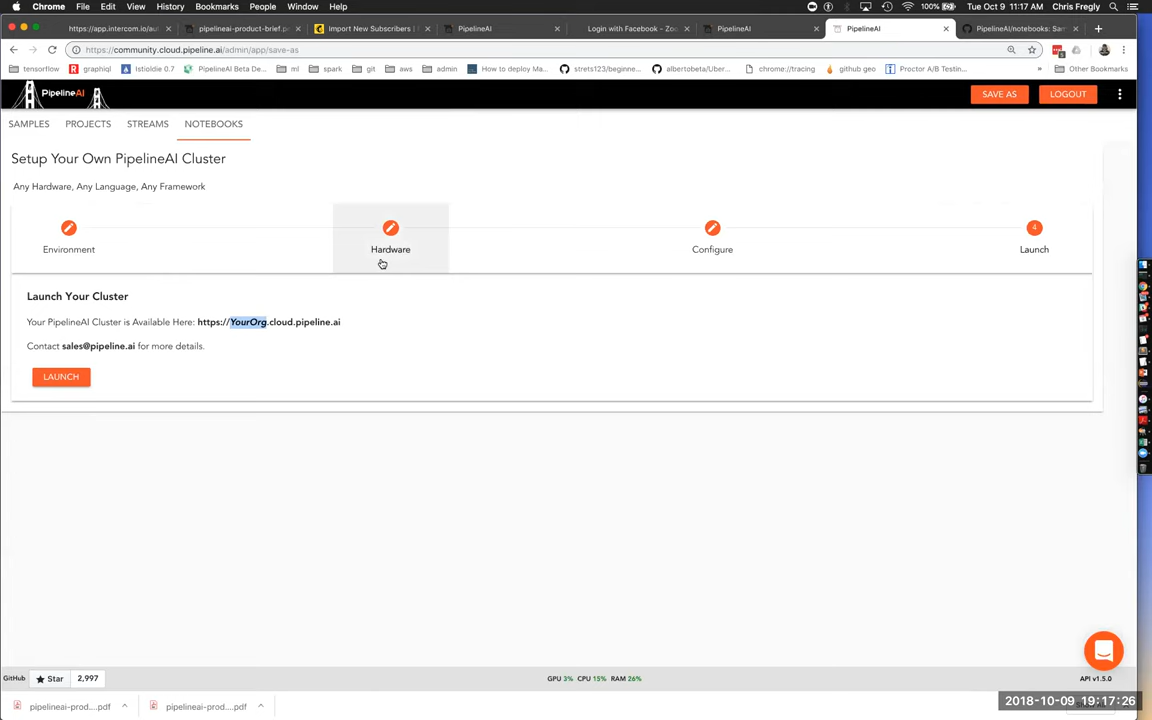 Chrome File Edit View History Bookmarks People Window Help 100% Tue Oct 9 11:17 AM Chris Fregly
https://app.intercom.io/au pipelineai-product-brief.p Import New Subscribers | PipelineAI Login with Facebook - Zoo PipelineAI PipelineAI PipelineAI/notebooks: Sam
https://community.cloud.pipeline.ai/admin/app/save-as
tensorflow graphiql IstioIdie 0.7 PipelineAI Beta De... ml spark git aws admin How to deploy Ma... strets123/beginne... albertobeta/Uber... chrome://tracing github geo Proctor A/B Testin... » Other Bookmarks
PipelineAI SAVE AS LOGOUT
SAMPLES PROJECTS STREAMS NOTEBOOKS
Setup Your Own PipelineAI Cluster
Any Hardware, Any Language, Any Framework
4
Environment Hardware Configure Launch
Launch Your Cluster
Your PipelineAI Cluster is Available Here: https://YourOrg.cloud.pipeline.ai
Contact sales@pipeline.ai for more details.
LAUNCH
GitHub Star 2,997 GPU 3% CPU 15% RAM 26% API v1.5.0
pipelineai-prod....pdf pipelineai-prod....pdf 2018-10-09 19:17:26